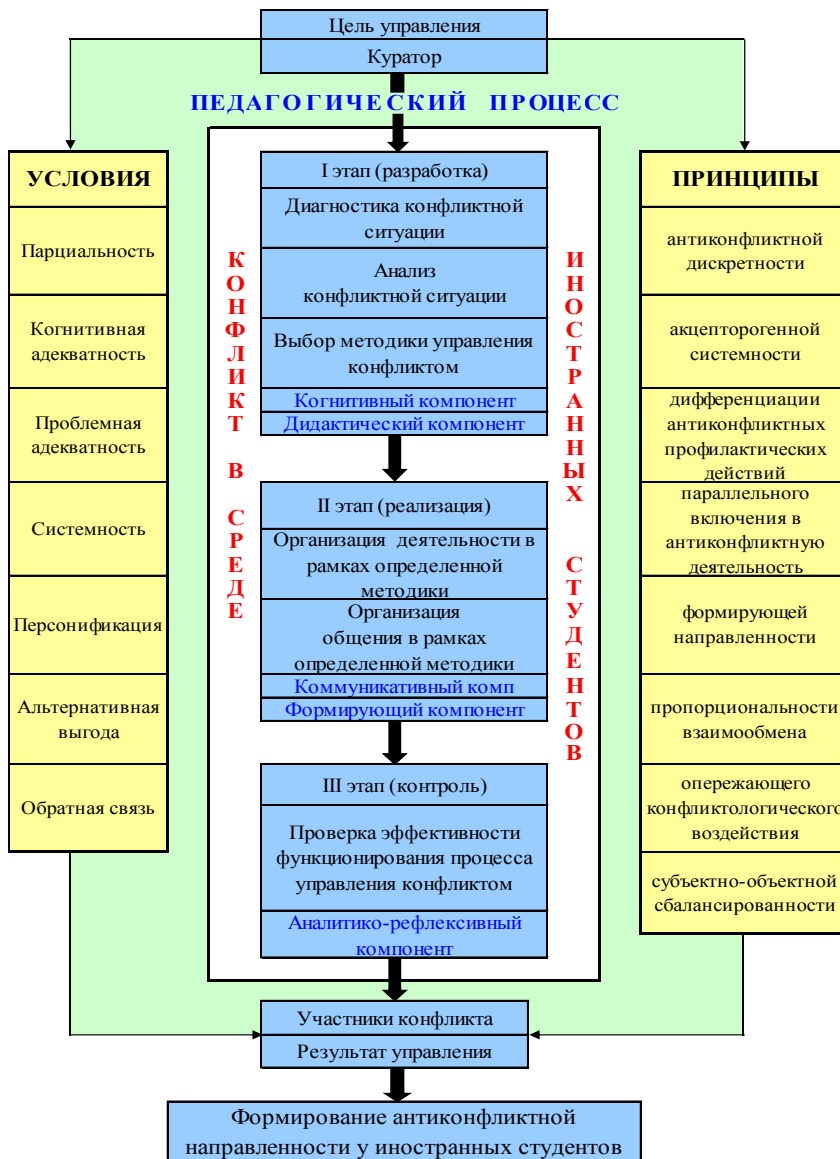 Цель управления
Куратор
ПЕДАГОГИЧЕСКИЙ ПРОЦЕСС
УСЛОВИЯ
Парциальность
Когнитивная
адекватность
Проблемная
адекватность
Системность
Персонификация
Альтернативная
выгода
Обратная связь
КОНФЛИКТ В СРЕДЕ
I этап (разработка)
Диагностика конфликтной
ситуации
Анализ
конфликтной ситуации
Выбор методики управления
конфликтом
Когнитивный компонент
Дидактический компонент
II этап (реализация)
Организация деятельности в
рамках определенной
методики
Организация
общения в рамках
определенной методики
Коммуникативный комп
Формирующий компонент
III этап (контроль)
Проверка эффективности
функционирования процесса
управления конфликтом
Аналитико-рефлексивный
компонент
ИНОСТРАННЫХ СТУДЕНТОВ
ПРИНЦИПЫ
антиконфликтной
дискретности
акцепторогенной
системности
дифференциации
антиконфликтных
профилактических
действий
параллельного
включения в
антиконфликтную
деятельность
формирующей
направленности
пропорциональности
взаимообмена
опережающего
конфликтологического
воздействия
субъектно-объектной
сбалансированности
Участники конфликта
Результат управления
Формирование антиконфликтной
направленности у иностранных студентов